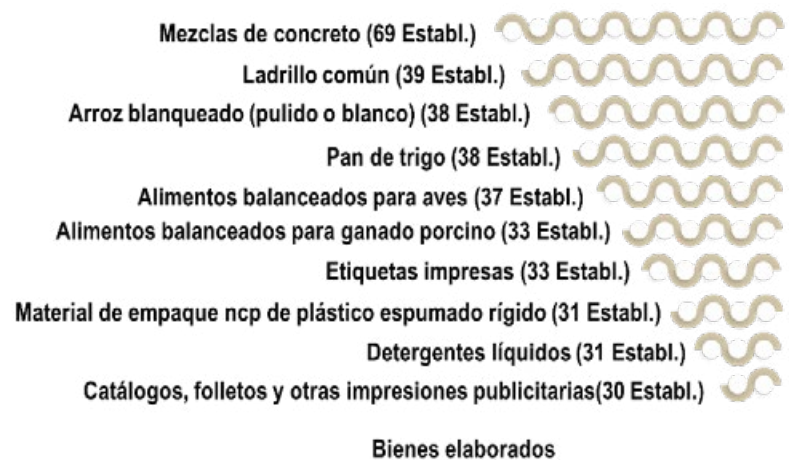 Mezclas de concreto (69 Establ.)
Ladrillo común (39 Establ.)
Arroz blanqueado (pulido o blanco) (38 Establ.)
Pan de trigo (38 Establ.)
Alimentos balanceados para aves (37 Establ.)
Alimentos balanceados para ganado porcino (33 Establ.)
Etiquetas impresas (33 Establ.)
Material de empaque ncp de plástico espumado rígido (31 Establ.)
Detergentes líquidos (31 Establ.)
Catálogos, folletos y otras impresiones publicitarias(30 Establ.)
Bienes elaborados